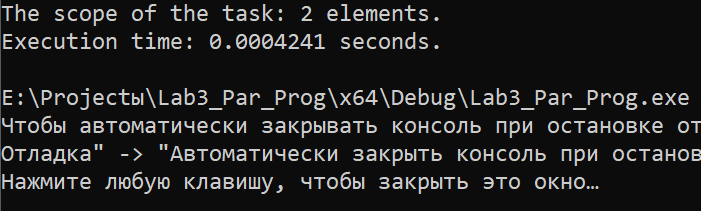 The scope of the task: 2 elements.
Execution time: 0.0004241 seconds.
E:\Projectы\Lab3_Par_Prog\x64\Debug\Lab3_Par_Prog.exe
Чтобы автоматически закрывать консоль при остановке от
Отладка" -> "Автоматически закрыть консоль при останов
Нажмите любую клавишу, чтобы закрыть это окно…